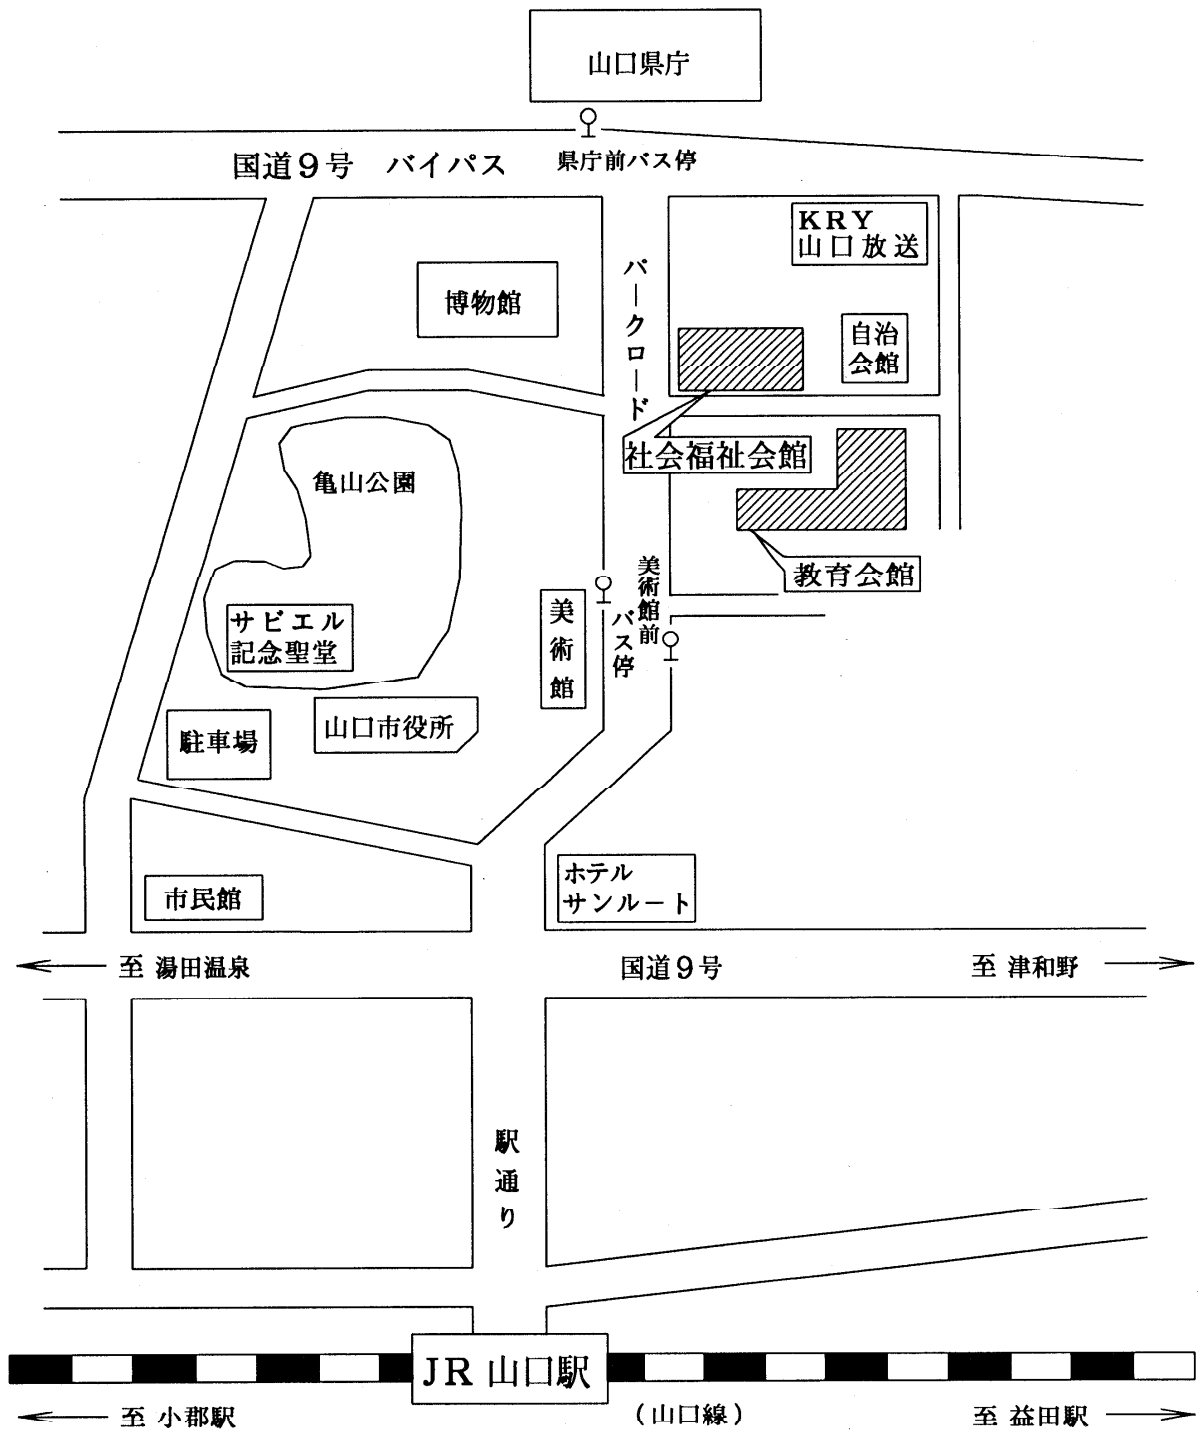 山口県庁
国道9号 バイパス
県庁前バス停
KRY
山口放送
パークロード
博物館
自治
会館
社会福祉会館
亀山公園
教育会館
美術館前
バス停
美術館
サビエル
記念聖堂
山口市役所
駐車場
ホテル
サンルート
市民館
至 湯田温泉
国道9号
至 津和野
駅通り
JR 山口駅
至 小郡駅
(山口線)
至 益田駅